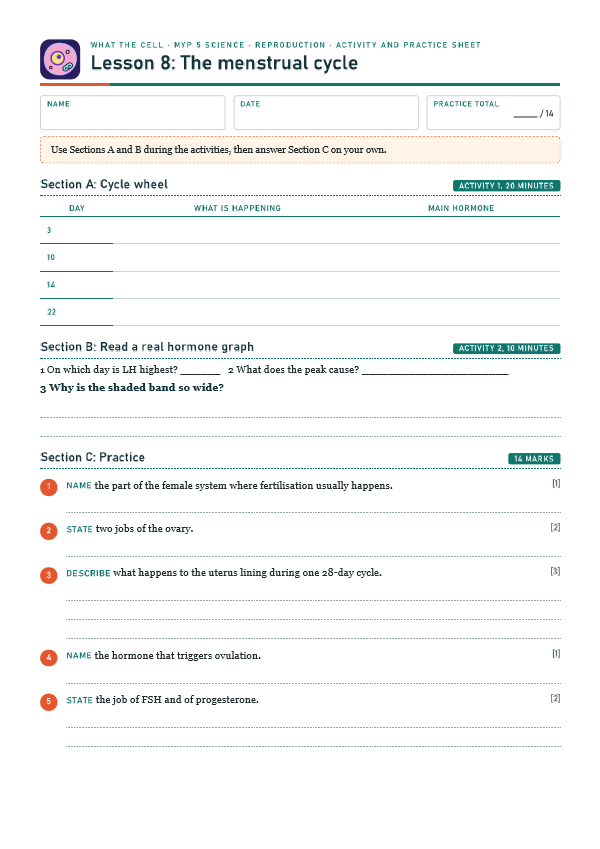 WHAT THE CELL · MYP 5 SCIENCE · REPRODUCTION · ACTIVITY AND PRACTICE SHEET
Lesson 8: The menstrual cycle
NAME DATE PRACTICE TOTAL
_____ / 14
Use Sections A and B during the activities, then answer Section C on your own.
Section A: Cycle wheel ACTIVITY 1, 20 MINUTES
DAY WHAT IS HAPPENING MAIN HORMONE
3
10
14
22
Section B: Read a real hormone graph ACTIVITY 2, 10 MINUTES
1 On which day is LH highest? _______ 2 What does the peak cause? __________________________
3 Why is the shaded band so wide?
Section C: Practice 14 MARKS
1 NAME the part of the female system where fertilisation usually happens. [1]
2 STATE two jobs of the ovary. [2]
3 DESCRIBE what happens to the uterus lining during one 28-day cycle. [3]
4 NAME the hormone that triggers ovulation. [1]
5 STATE the job of FSH and of progesterone. [2]